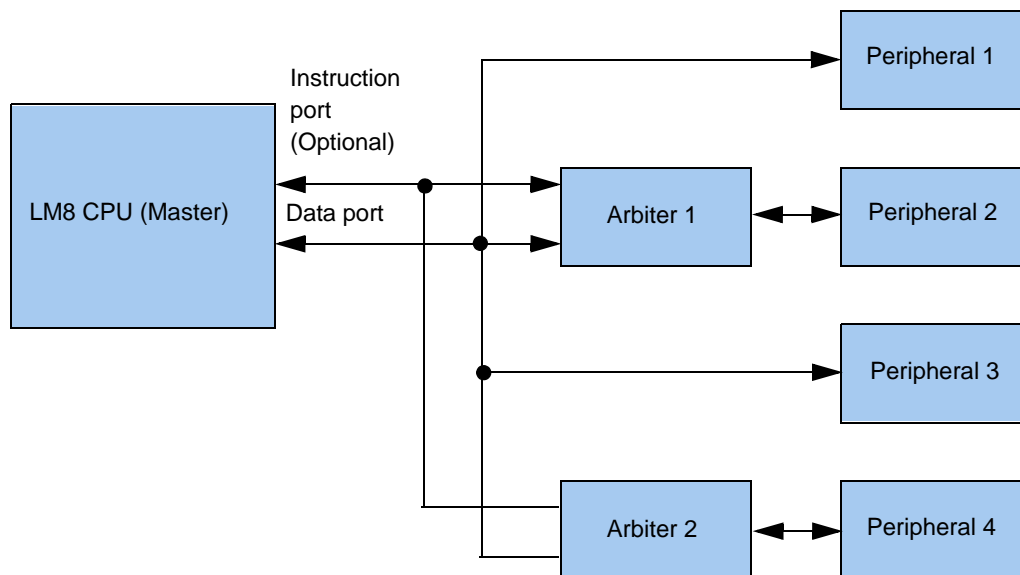 Peripheral 1
Instruction
port
(Optional)
LM8 CPU (Master)
Data port
Arbiter 1
Peripheral 2
Peripheral 3
Arbiter 2
Peripheral 4